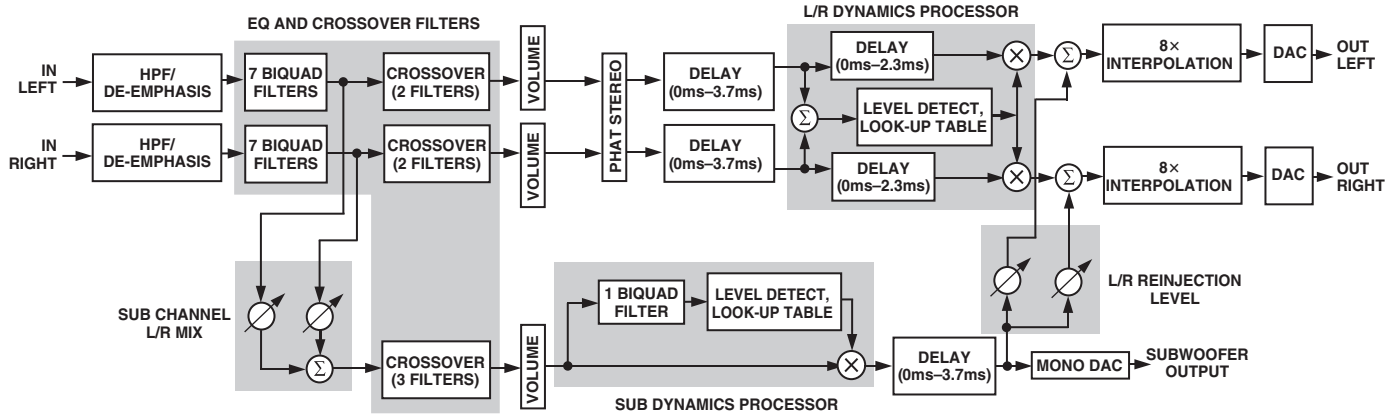 EQ AND CROSSOVER FILTERS
L/R DYNAMICS PROCESSOR
IN
LEFT
HPF/
DE-EMPHASIS
7 BIQUAD
FILTERS
CROSSOVER
(2 FILTERS)
VOLUME
PHAT STEREO
DELAY
(0ms–3.7ms)
DELAY
(0ms–2.3ms)
×
Σ
8×
INTERPOLATION
DAC
OUT
LEFT
Σ
LEVEL DETECT,
LOOK-UP TABLE
IN
RIGHT
HPF/
DE-EMPHASIS
7 BIQUAD
FILTERS
CROSSOVER
(2 FILTERS)
VOLUME
DELAY
(0ms–3.7ms)
DELAY
(0ms–2.3ms)
×
Σ
8×
INTERPOLATION
DAC
OUT
RIGHT
SUB CHANNEL
L/R MIX
Σ
CROSSOVER
(3 FILTERS)
VOLUME
1 BIQUAD
FILTER
LEVEL DETECT,
LOOK-UP TABLE
×
SUB DYNAMICS PROCESSOR
DELAY
(0ms–3.7ms)
L/R REINJECTION
LEVEL
MONO DAC
SUBWOOFER
OUTPUT